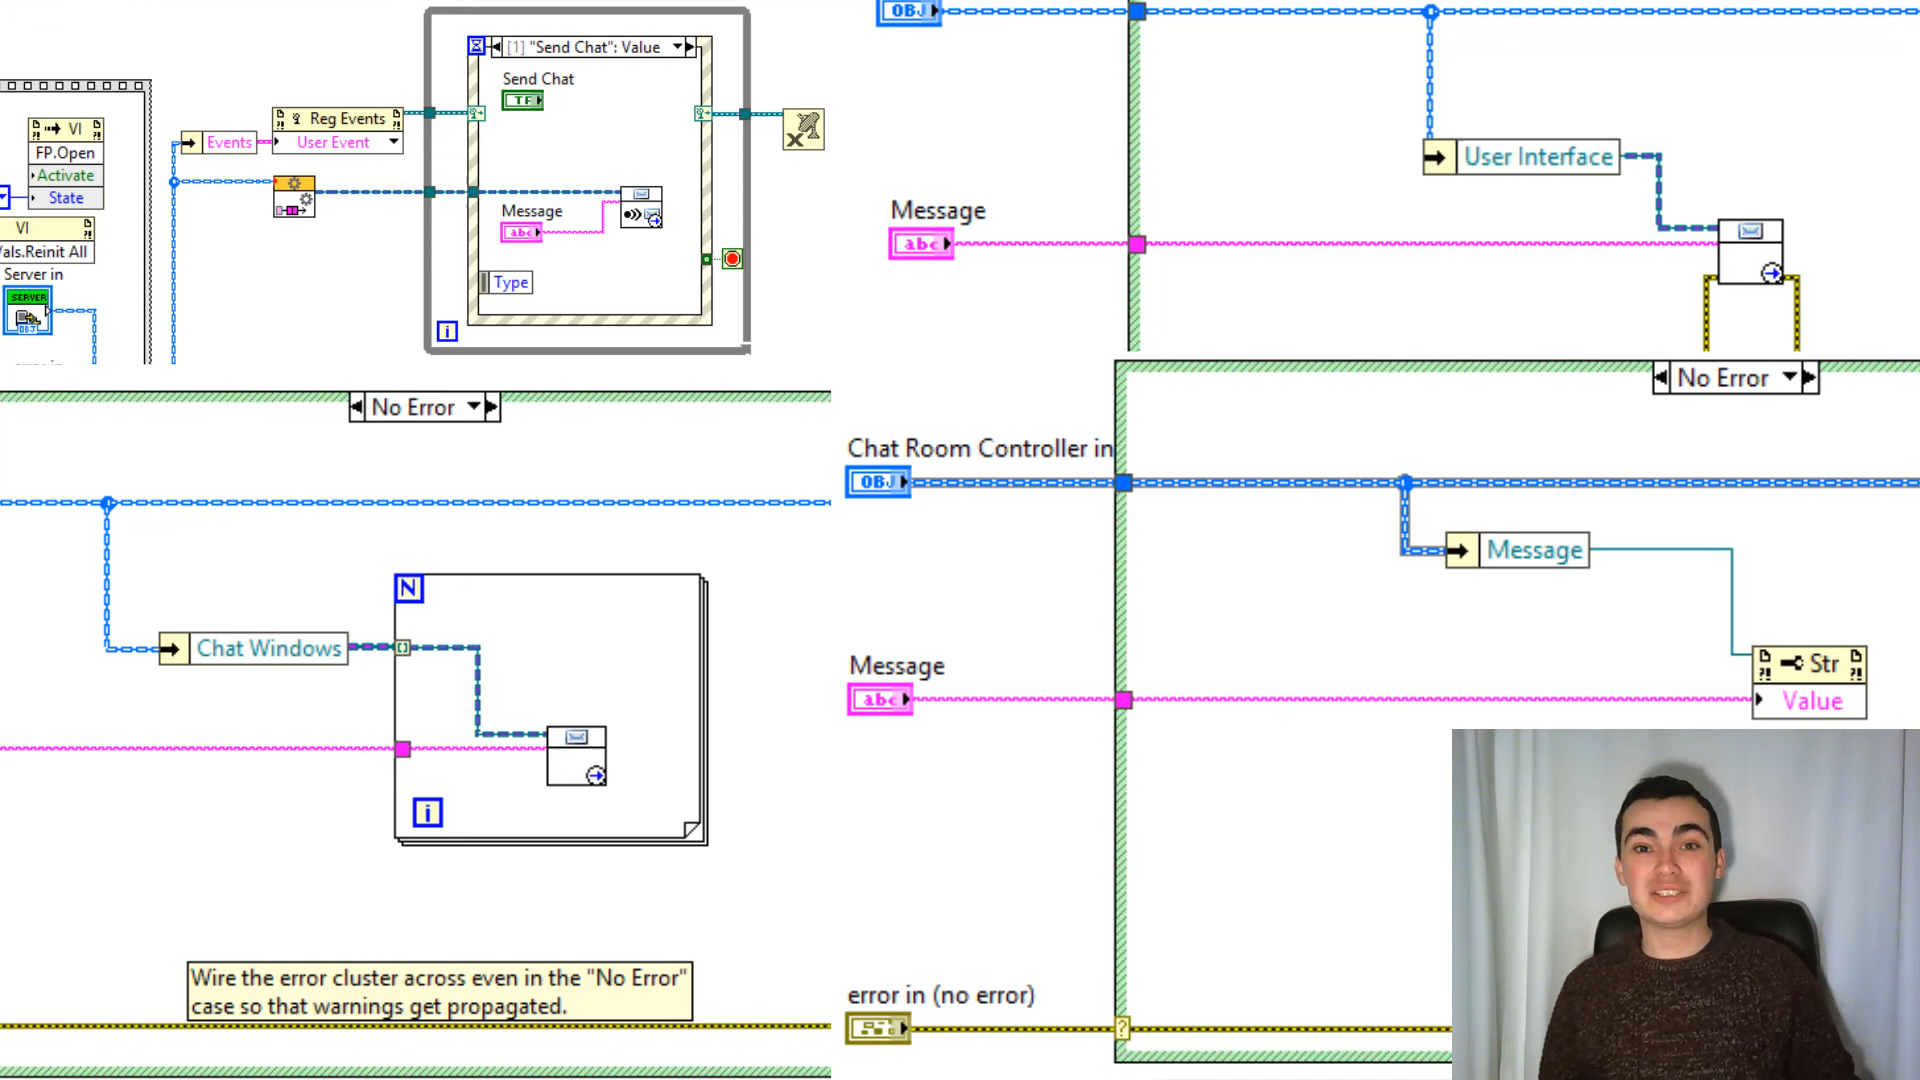 [1] "Send Chat": Value
Send Chat
TF
VI
FP.Open
Activate
State
Reg Events
Events
User Event
Message
abc
VI
Vals.Reinit All
Server in
SERVER
OBJ
Type
i
OBJ
User Interface
Message
abc
No Error
N
Chat Windows
i
Wire the error cluster across even in the "No Error"
case so that warnings get propagated.
No Error
Chat Room Controller in
OBJ
Message
Message
abc
Str
Value
error in (no error)
?